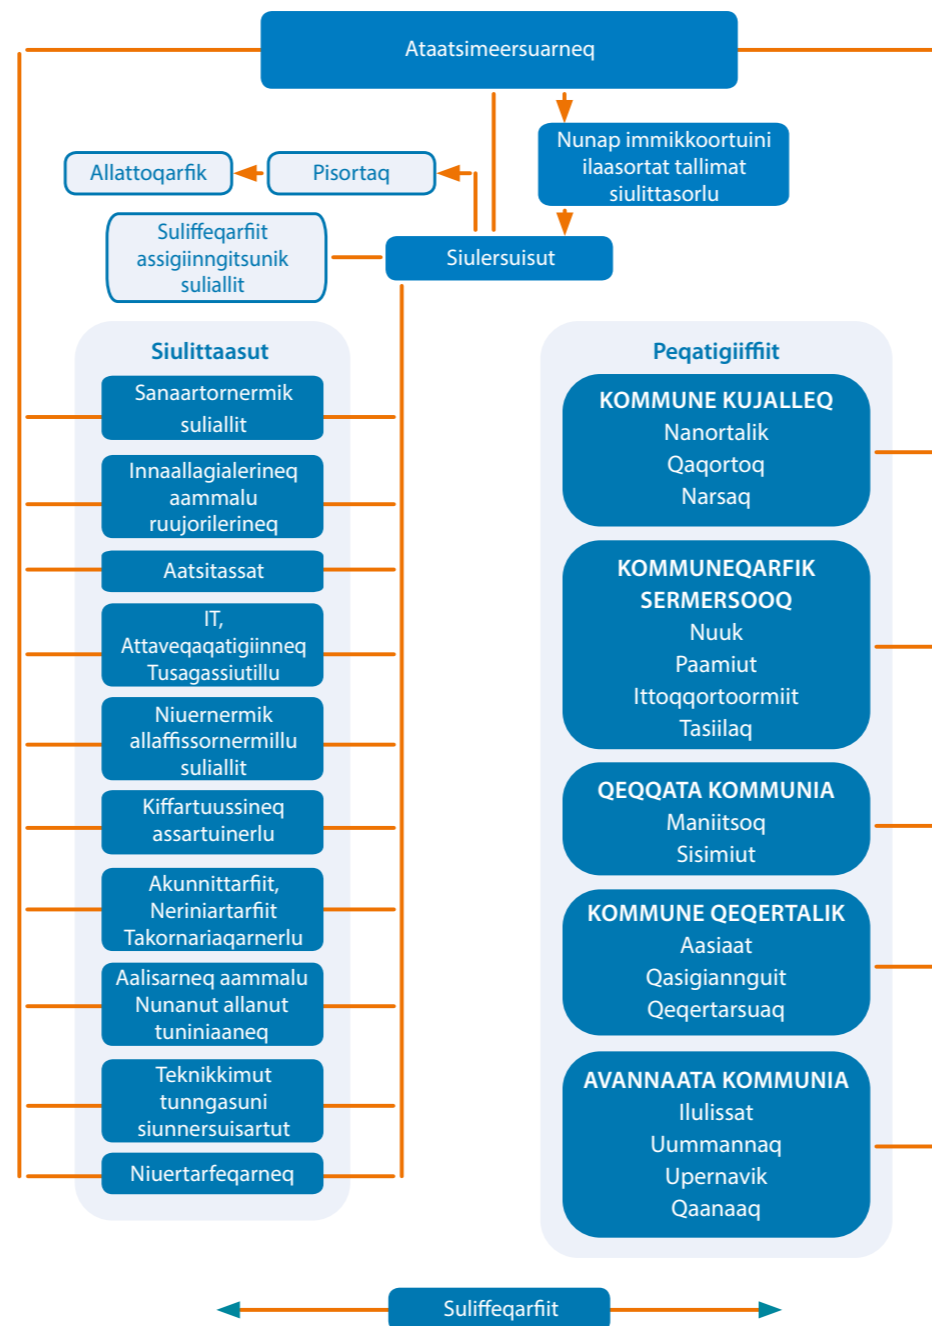 Ataatsimeersuarneq
Nunap immikkoortuini
ilaasortat tallimat
siulittasorlu
Allattoqarfik
Pisortaq
Suliffeqarfiit
assigiinngitsunik
suliallit
Siulersuisut
Siulittaasut
Sanaartornermik
suliallit
Innaallagialerineq
aammalu
ruujorilerineq
Aatsitassat
IT,
Attaveqaqatigiinneq
Tusagassiutillu
Niuernermik
allaffissornermillu
suliallit
Kiffartuussineq
assartuinerlu
Akunnittarfiit,
Neriniartarfiit
Takornariaqarnerlu
Aalisarneq aammalu
Nunanut allanut
tuniniaaneq
Teknikkimut
tunngasuni
siunnersuisartut
Niuertarfeqarneq
Peqatigiiffiit
KOMMUNE KUJALLEQ
Nanortalik
Qaqortoq
Narsaq
KOMMUNEQARFIK
SERMERSOOQ
Nuuk
Paamiut
Ittoqqortoormiit
Tasiilaq
QEQQATA KOMMUNIA
Maniitsoq
Sisimiut
KOMMUNE QEQERTALIK
Aasiaat
Qasigiannguit
Qeqertarsuaq
AVANNAATA KOMMUNIA
Ilulissat
Uummannaq
Upernavik
Qaanaaq
Suliffeqarfiit